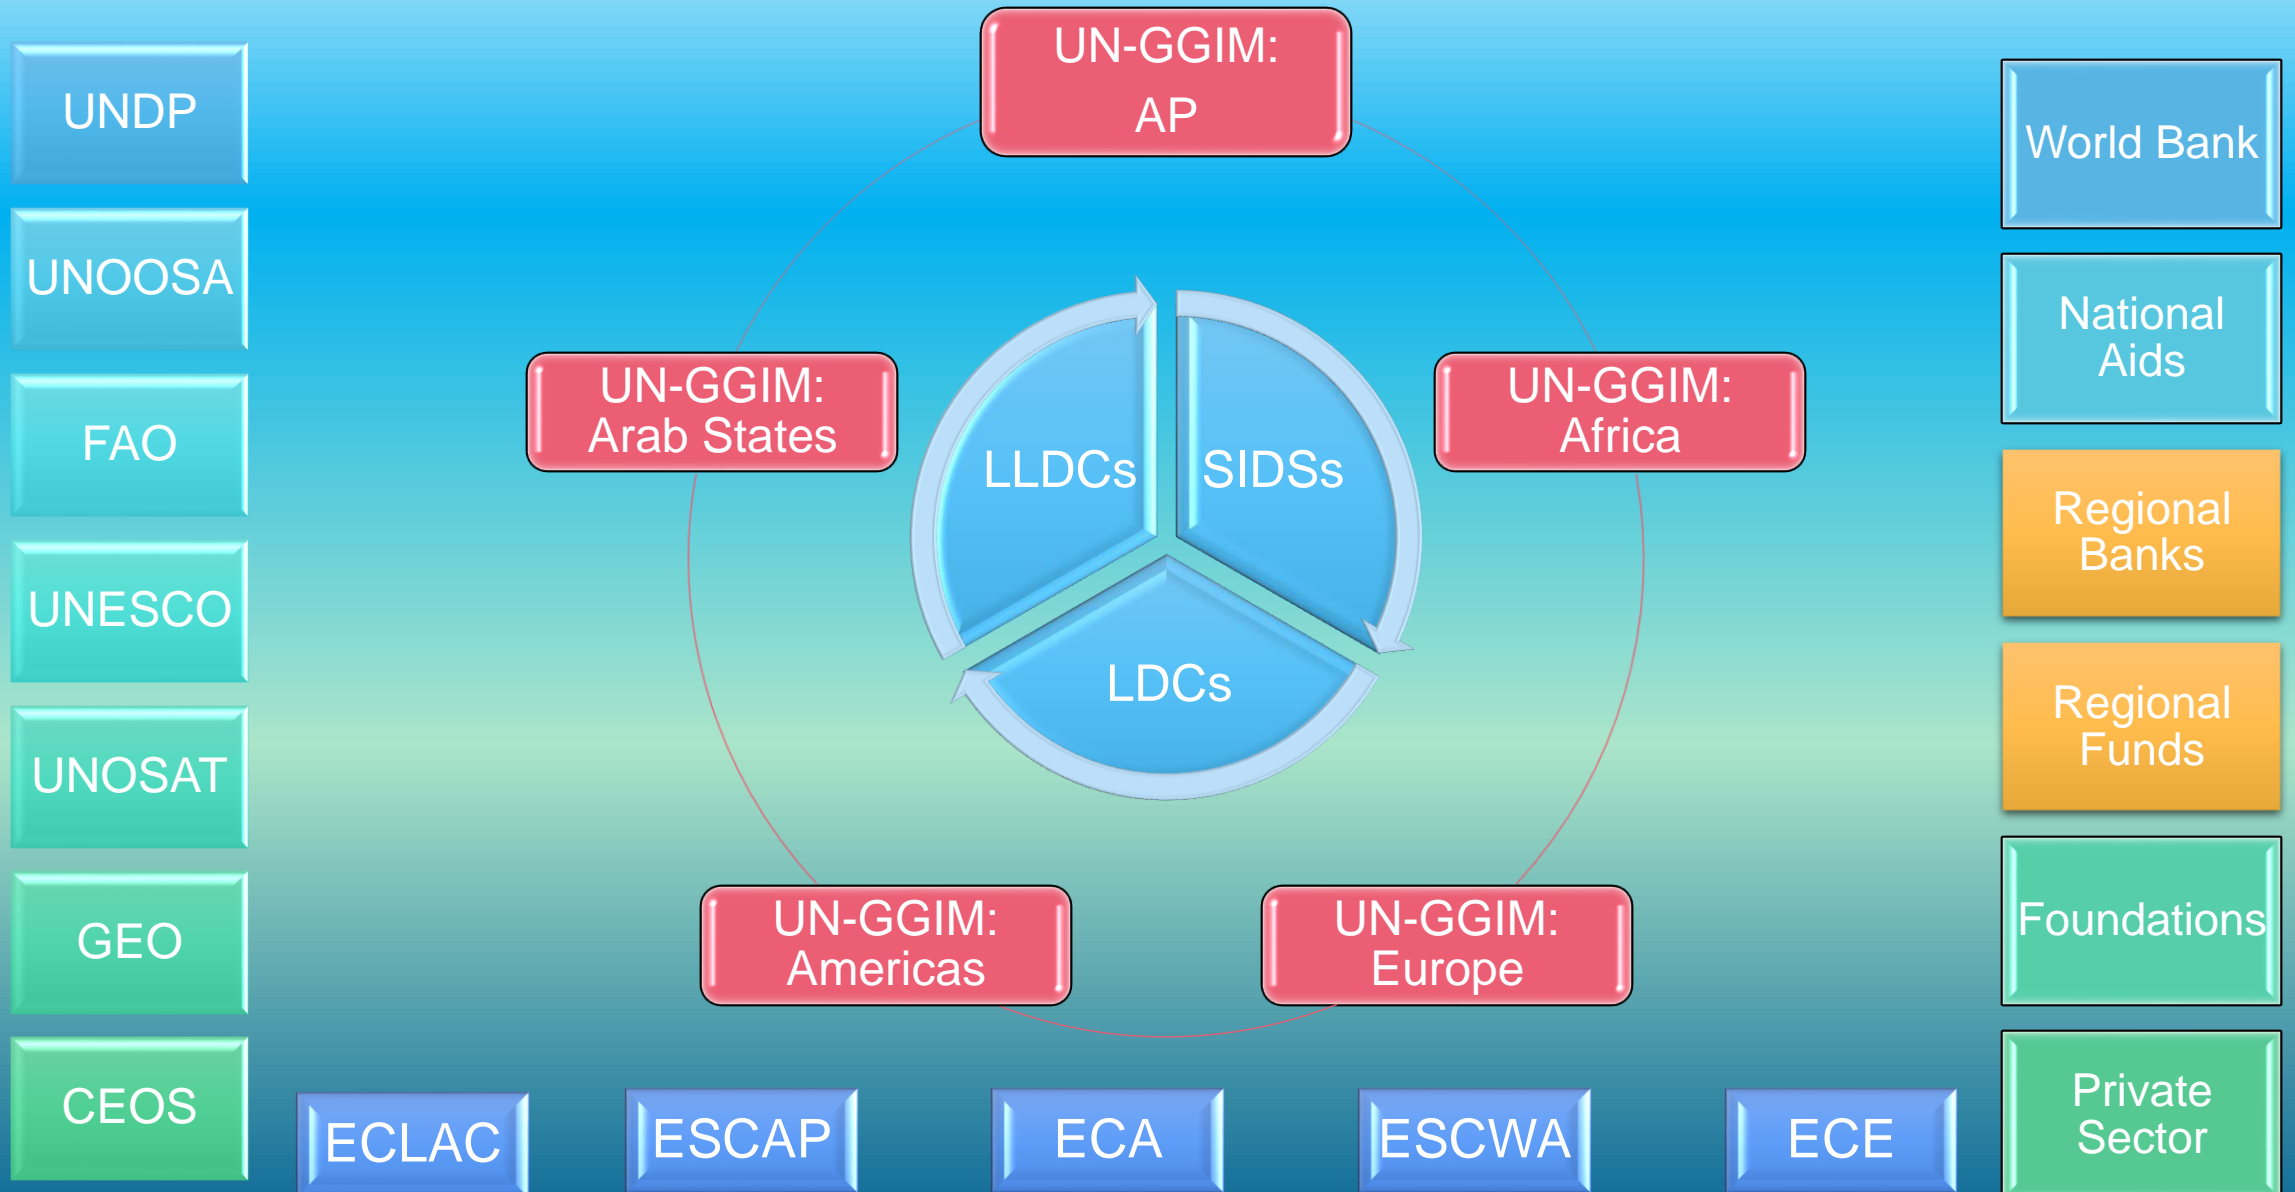 UNDP
UNOOSA
FAO
UNESCO
UNOSAT
GEO
CEOS
UN-GGIM:
AP
UN-GGIM:
Arab States
UN-GGIM:
Africa
LLDCs
SIDSs
LDCs
UN-GGIM:
Americas
UN-GGIM:
Europe
ECLAC
ESCAP
ECA
ESCWA
ECE
World Bank
National
Aids
Regional
Banks
Regional
Funds
Foundations
Private
Sector